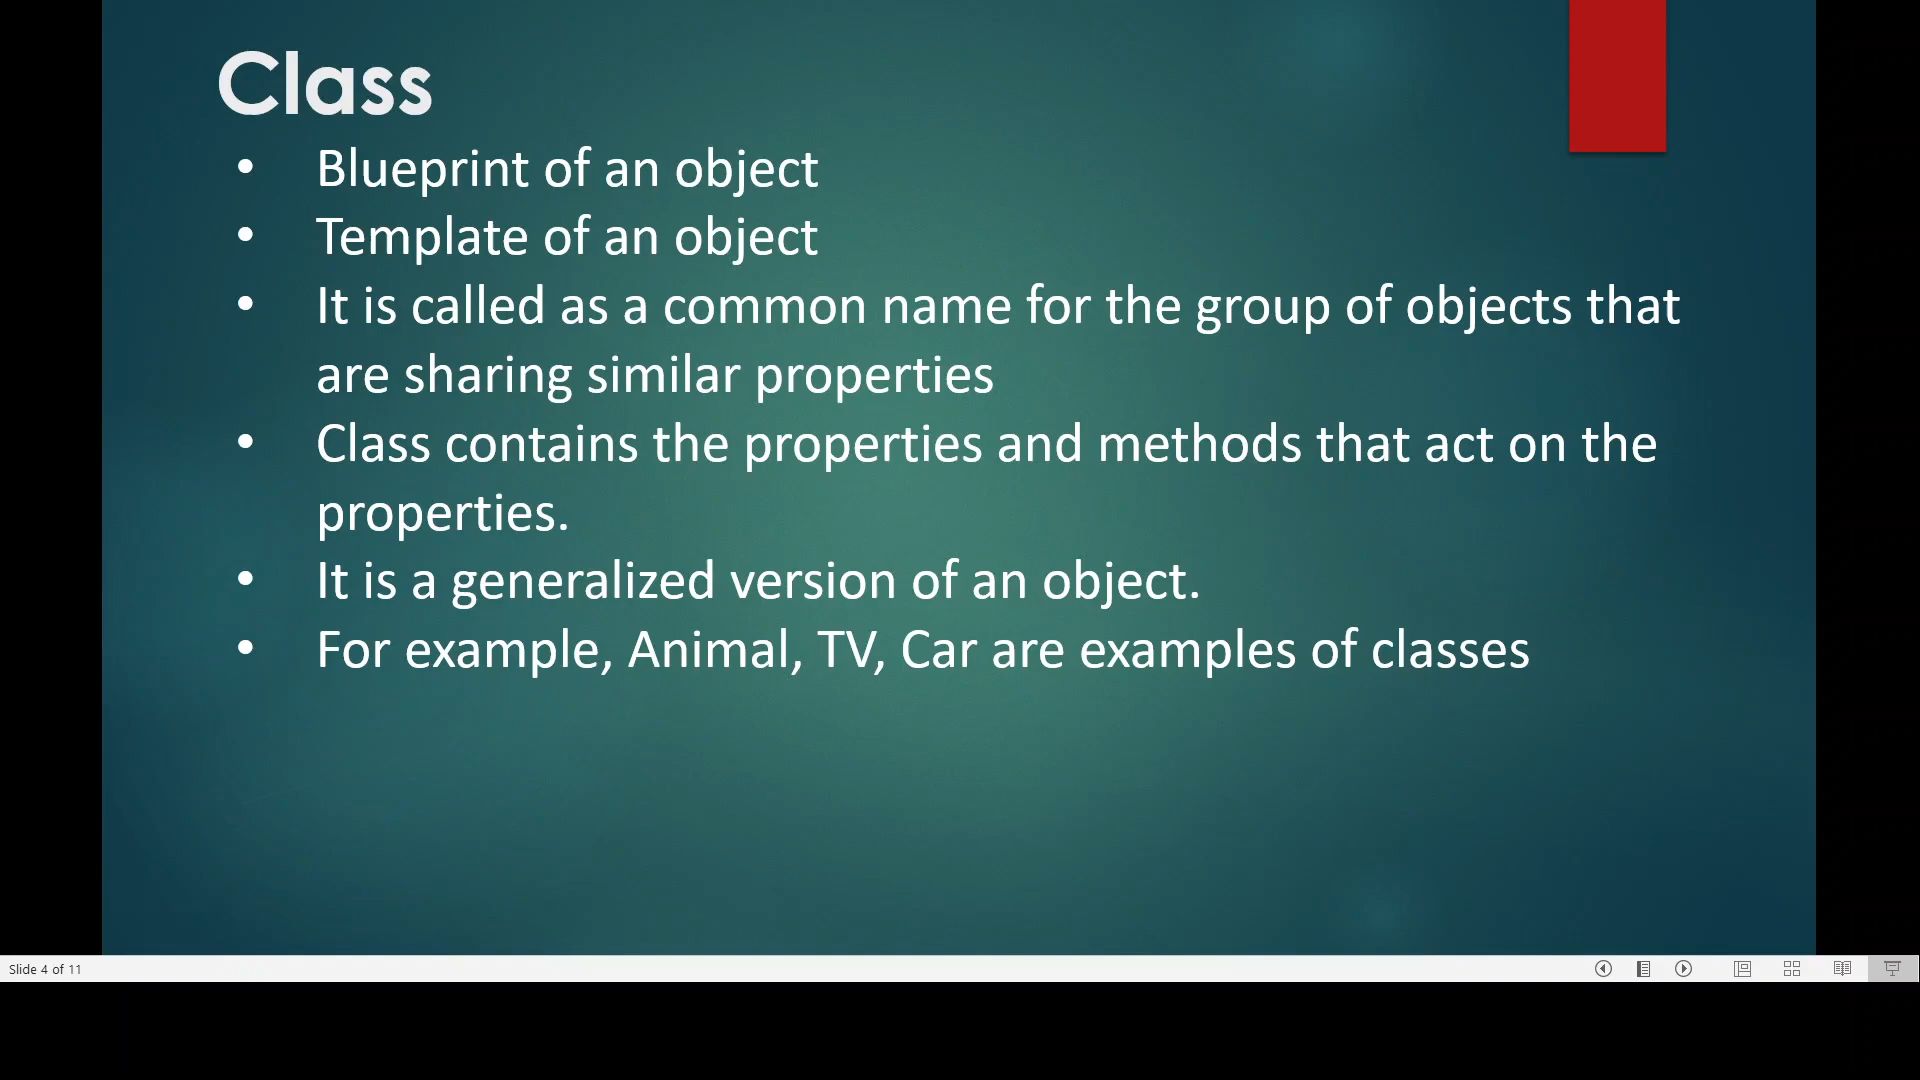 Class
• Blueprint of an object
• Template of an object
• It is called as a common name for the group of objects that
are sharing similar properties
• Class contains the properties and methods that act on the
properties.
• It is a generalized version of an object.
• For example, Animal, TV, Car are examples of classes
Slide 4 of 11